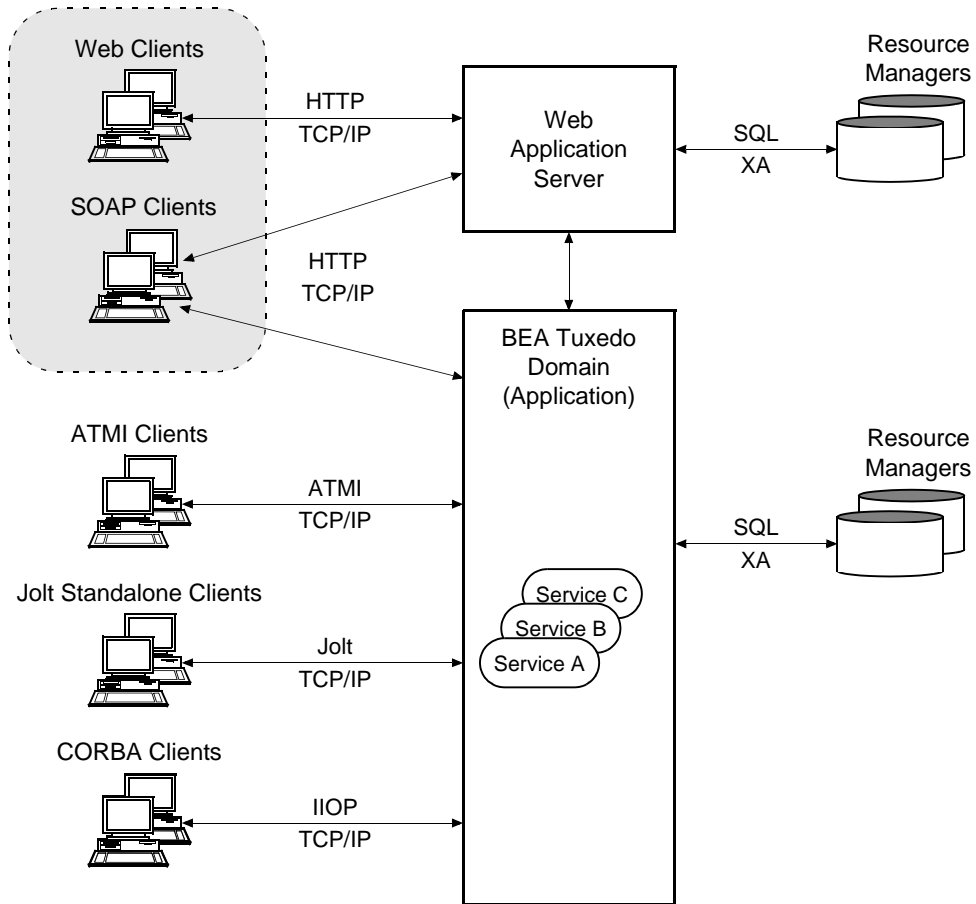 Web Clients
HTTP
TCP/IP
Web
Application
Server
SQL
XA
Resource
Managers
SOAP Clients
HTTP
TCP/IP
BEA Tuxedo
Domain
(Application)
ATMI Clients
ATMI
TCP/IP
Resource
Managers
SQL
XA
Jolt Standalone Clients
Jolt
TCP/IP
Service C
Service B
Service A
CORBA Clients
IIOP
TCP/IP